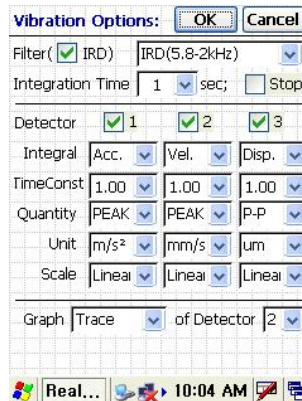 Vibration Options: OK Cancel
Filter( IRD) IRD(5.8-2kHz)
Integration Time 1 sec; Stop
Detector 1 2 3
Integral Acc. Vel. Disp.
TimeConst 1.00 1.00 1.00
Quantity PEAK PEAK P-P
Unit m/s² mm/s um
Scale Linear Linear Linear
Graph Trace of Detector 2
Real... 10:04 AM